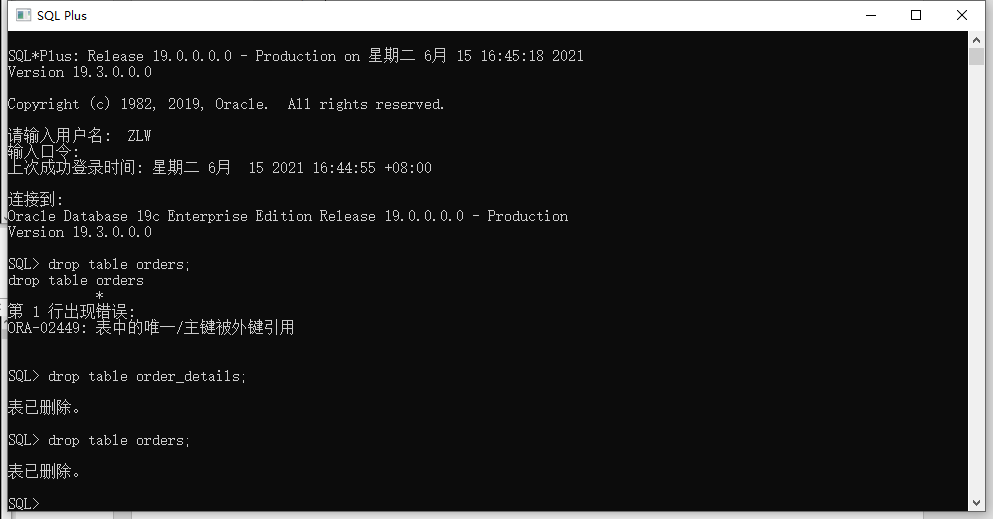 SQL Plus
SQL*Plus: Release 19.0.0.0.0 - Production on 星期二 6月 15 16:45:18 2021
Version 19.3.0.0.0
Copyright (c) 1982, 2019, Oracle.  All rights reserved.
请输入用户名:  ZLW
输入口令:
上次成功登录时间: 星期二 6月  15 2021 16:44:55 +08:00
连接到:
Oracle Database 19c Enterprise Edition Release 19.0.0.0.0 - Production
Version 19.3.0.0.0
SQL> drop table orders;
drop table orders
           *
第 1 行出现错误:
ORA-02449: 表中的唯一/主键被外键引用
SQL> drop table order_details;
表已删除。
SQL> drop table orders;
表已删除。
SQL>